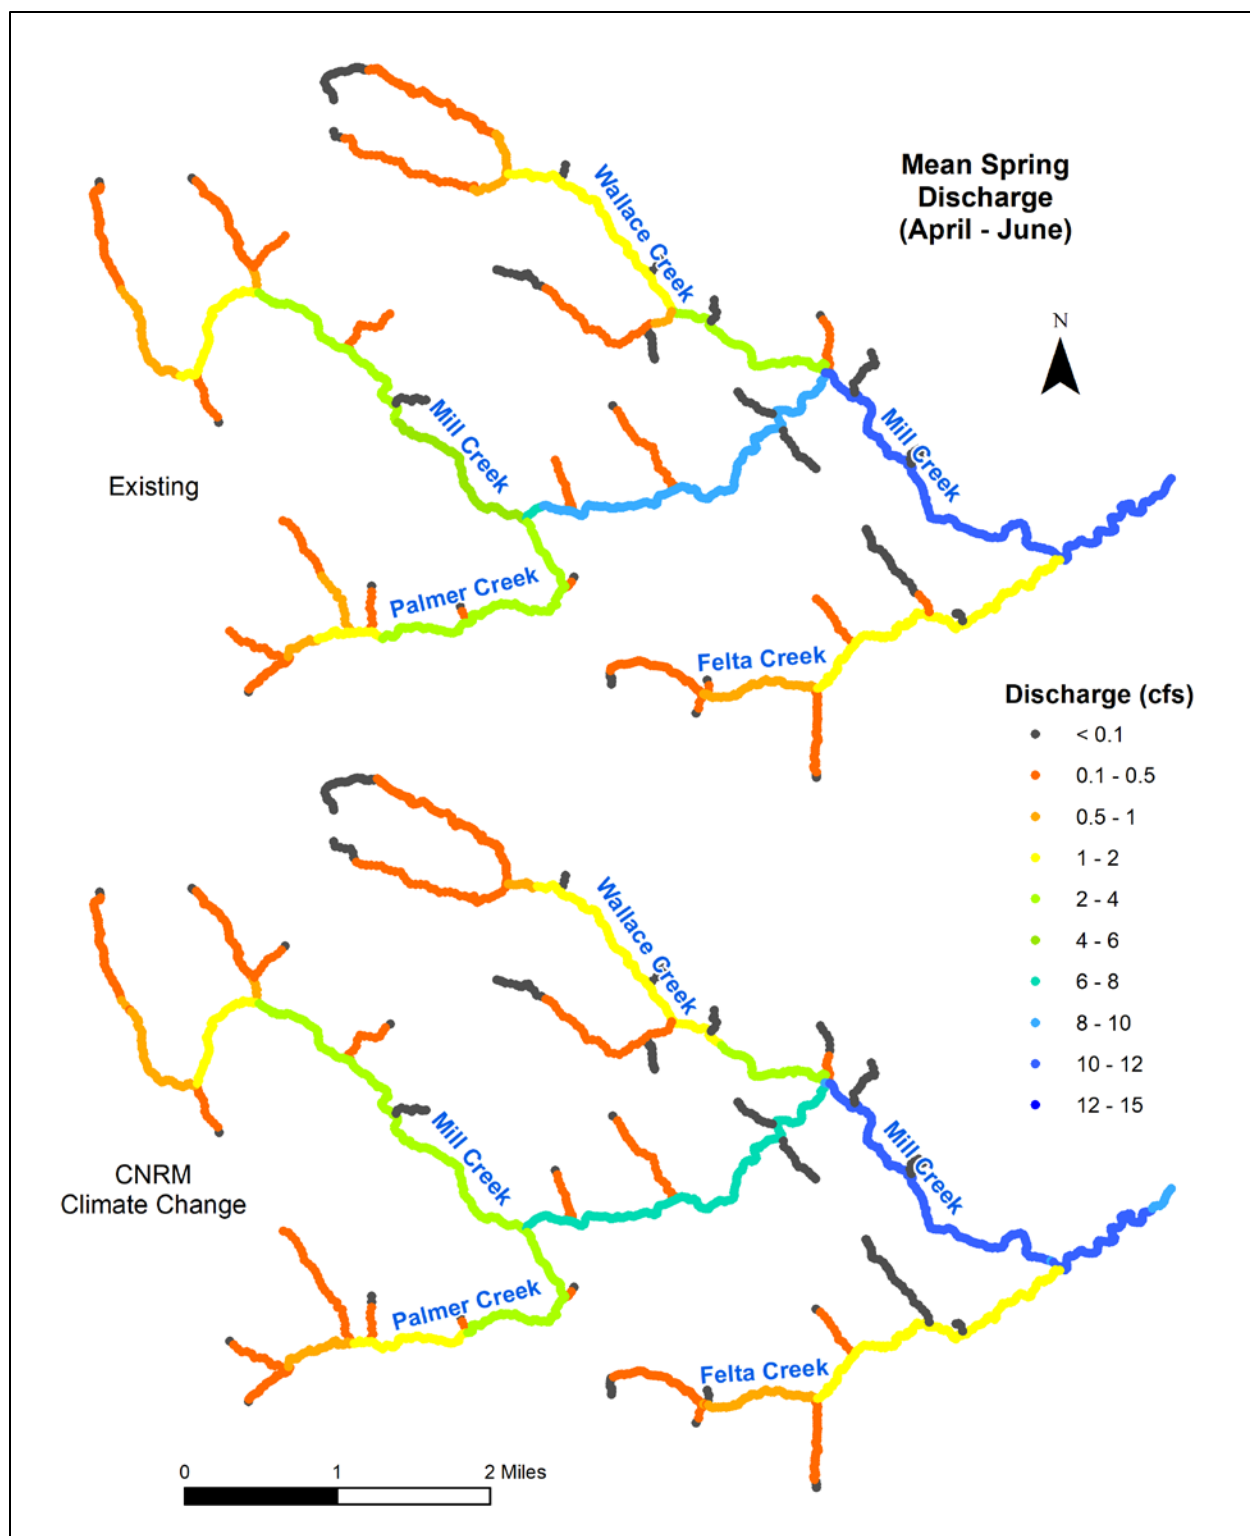 Mean Spring
Discharge
(April - June)
N
Wallace Creek
Mill Creek
Mill Creek
Existing
Palmer Creek
Felta Creek
Discharge (cfs)
< 0.1
0.1 - 0.5
0.5 - 1
1 - 2
2 - 4
4 - 6
6 - 8
8 - 10
10 - 12
12 - 15
Wallace Creek
Mill Creek
Mill Creek
CNRM
Climate Change
Palmer Creek
Felta Creek
0 1 2 Miles